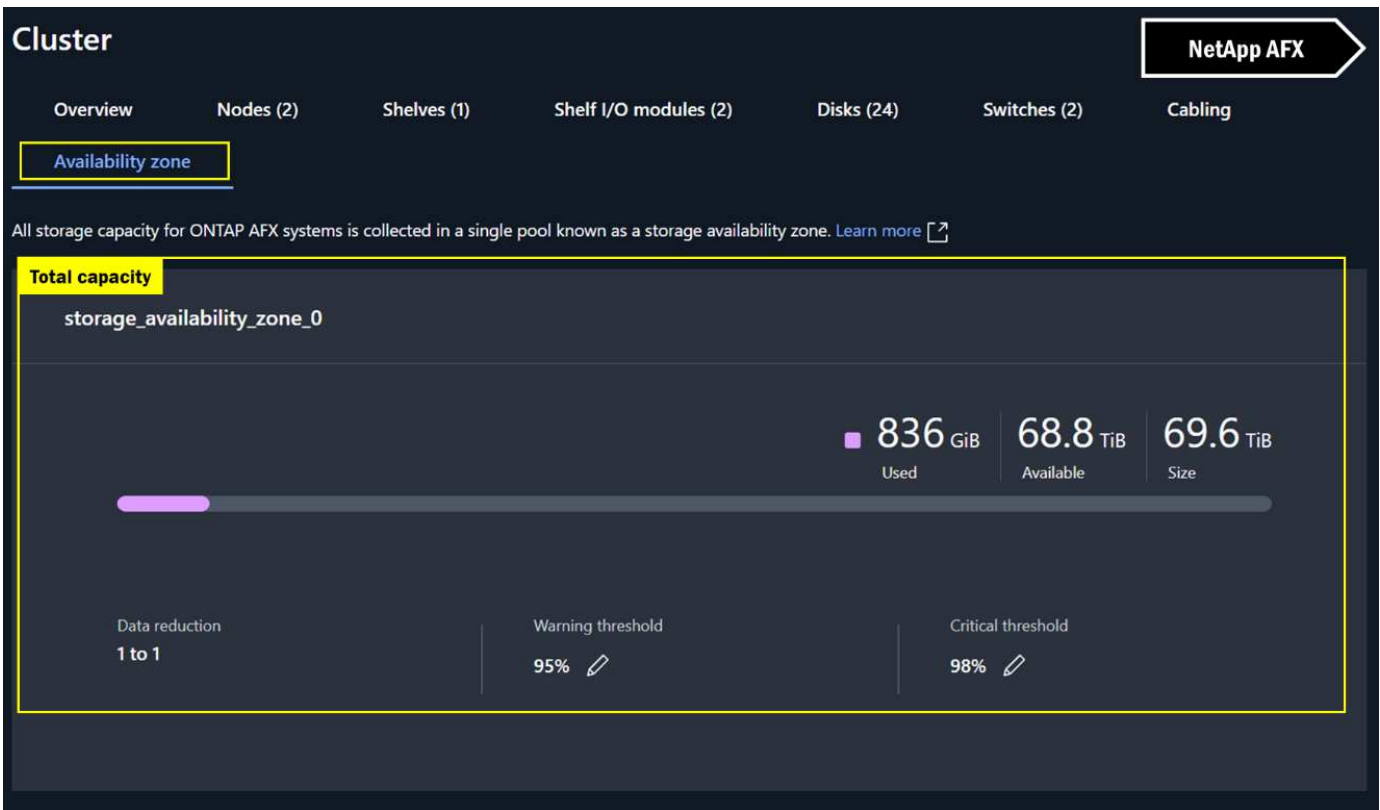 Cluster
NetApp AFX
Overview Nodes (2) Shelves (1) Shelf I/O modules (2) Disks (24) Switches (2) Cabling
Availability zone
All storage capacity for ONTAP AFX systems is collected in a single pool known as a storage availability zone. Learn more
Total capacity
storage_availability_zone_0
836 GiB 68.8 TiB 69.6 TiB
Used Available Size
Data reduction Warning threshold Critical threshold
1 to 1 95% 98%